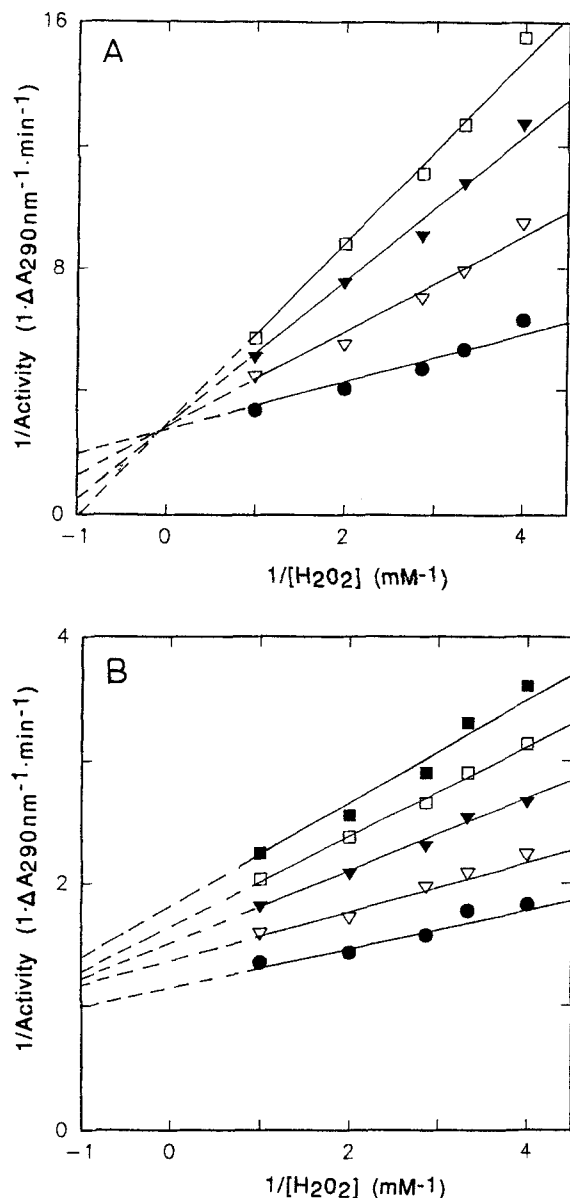 A
16
8
0
1/Activity (1·ΔA290nm-1·min-1)
-1
0
2
4
1/[H2O2] (mM-1)
B
4
2
0
1/Activity (1·ΔA290nm-1·min-1)
-1
0
2
4
1/[H2O2] (mM-1)